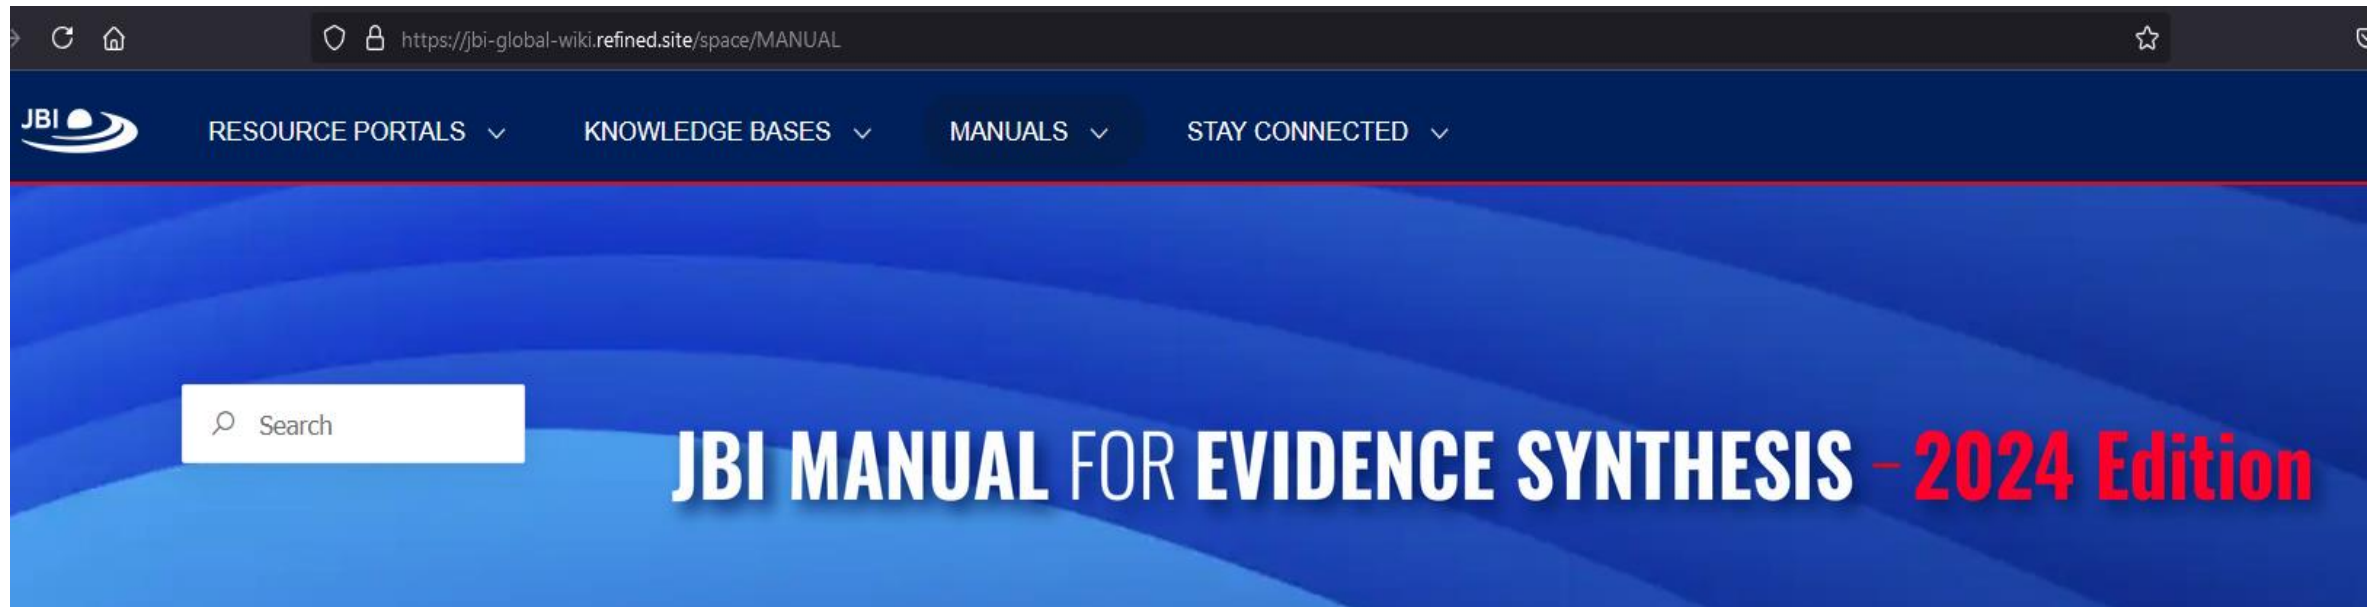 https://jbi-global-wiki.refined.site/space/MANUAL
JBI RESOURCE PORTALS KNOWLEDGE BASES MANUALS STAY CONNECTED
Search
JBI MANUAL FOR EVIDENCE SYNTHESIS - 2024 Edition